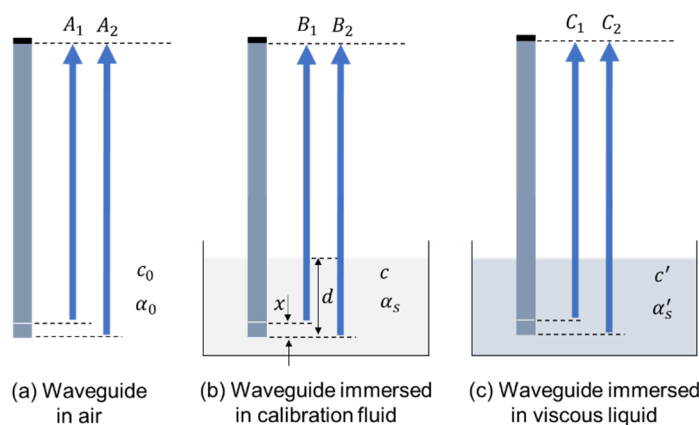 A₁ A₂ B₁ B₂ C₁ C₂
c₀ c c′
α₀ x d αₛ α′ₛ
(a) Waveguide
in air
(b) Waveguide immersed
in calibration fluid
(c) Waveguide immersed
in viscous liquid